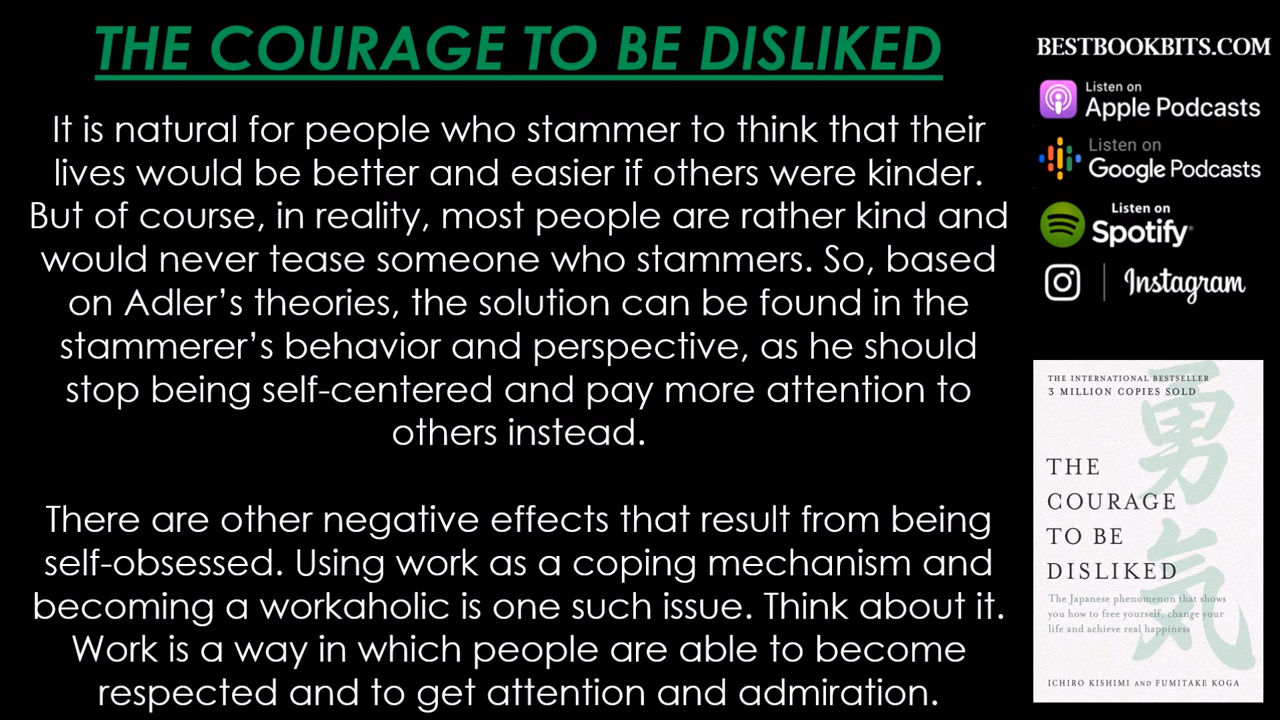 THE COURAGE TO BE DISLIKED
It is natural for people who stammer to think that their
lives would be better and easier if others were kinder.
But of course, in reality, most people are rather kind and
would never tease someone who stammers. So, based
on Adler’s theories, the solution can be found in the
stammerer’s behavior and perspective, as he should
stop being self-centered and pay more attention to
others instead.
There are other negative effects that result from being
self-obsessed. Using work as a coping mechanism and
becoming a workaholic is one such issue. Think about it.
Work is a way in which people are able to become
respected and to get attention and admiration.
BESTBOOKBITS.COM
Listen on
Apple Podcasts
Listen on
Google Podcasts
Listen on
Spotify
Instagram
THE INTERNATIONAL BESTSELLER
3 MILLION COPIES SOLD
勇気
THE
COURAGE
TO BE
DISLIKED
The Japanese phenomenon that shows
you how to free yourself, change your
life and achieve real happiness
ICHIRO KISHIMI AND FUMITAKE KOGA